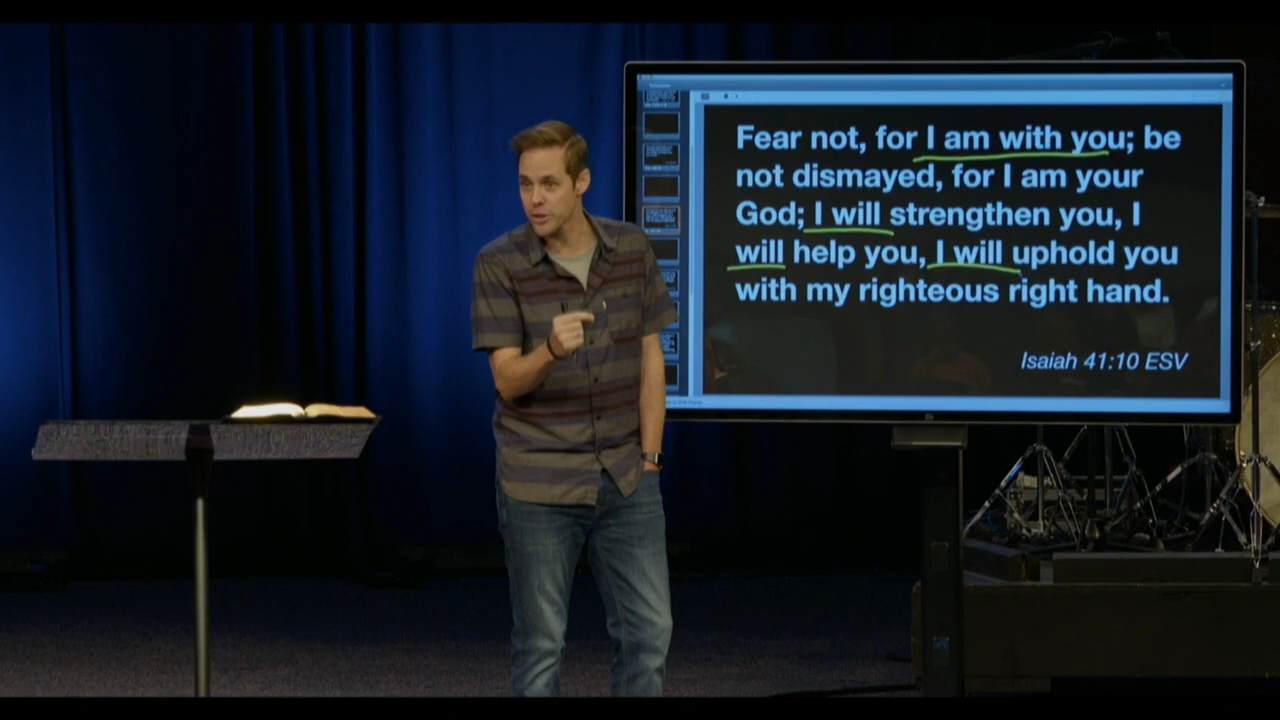 Fear not, for I am with you; be
not dismayed, for I am your
God; I will strengthen you, I
will help you, I will uphold you
with my righteous right hand.
Isaiah 41:10 ESV